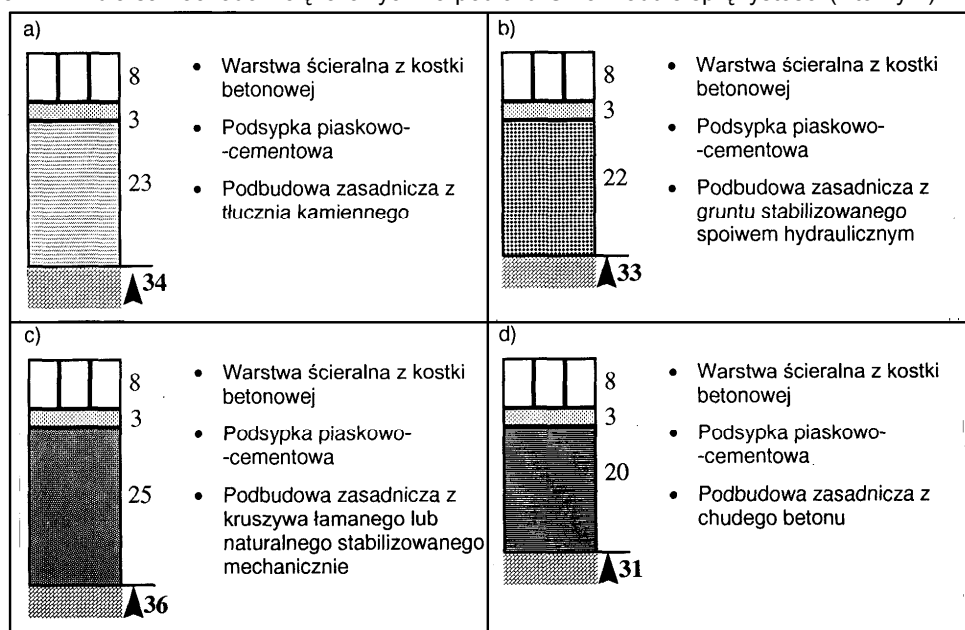 a)
8
3
23
34
• Warstwa ścieralna z kostki
betonowej
• Podsypka piaskowo-
-cementowa
• Podbudowa zasadnicza z
tłucznia kamiennego
b)
8
3
22
33
• Warstwa ścieralna z kostki
betonowej
• Podsypka piaskowo-
-cementowa
• Podbudowa zasadnicza z
gruntu stabilizowanego
spoiwem hydraulicznym
c)
8
3
25
36
• Warstwa ścieralna z kostki
betonowej
• Podsypka piaskowo-
-cementowa
• Podbudowa zasadnicza z
kruszywa łamanego lub
naturalnego stabilizowanego
mechanicznie
d)
8
3
20
31
• Warstwa ścieralna z kostki
betonowej
• Podsypka piaskowo-
-cementowa
• Podbudowa zasadnicza z
chudego betonu